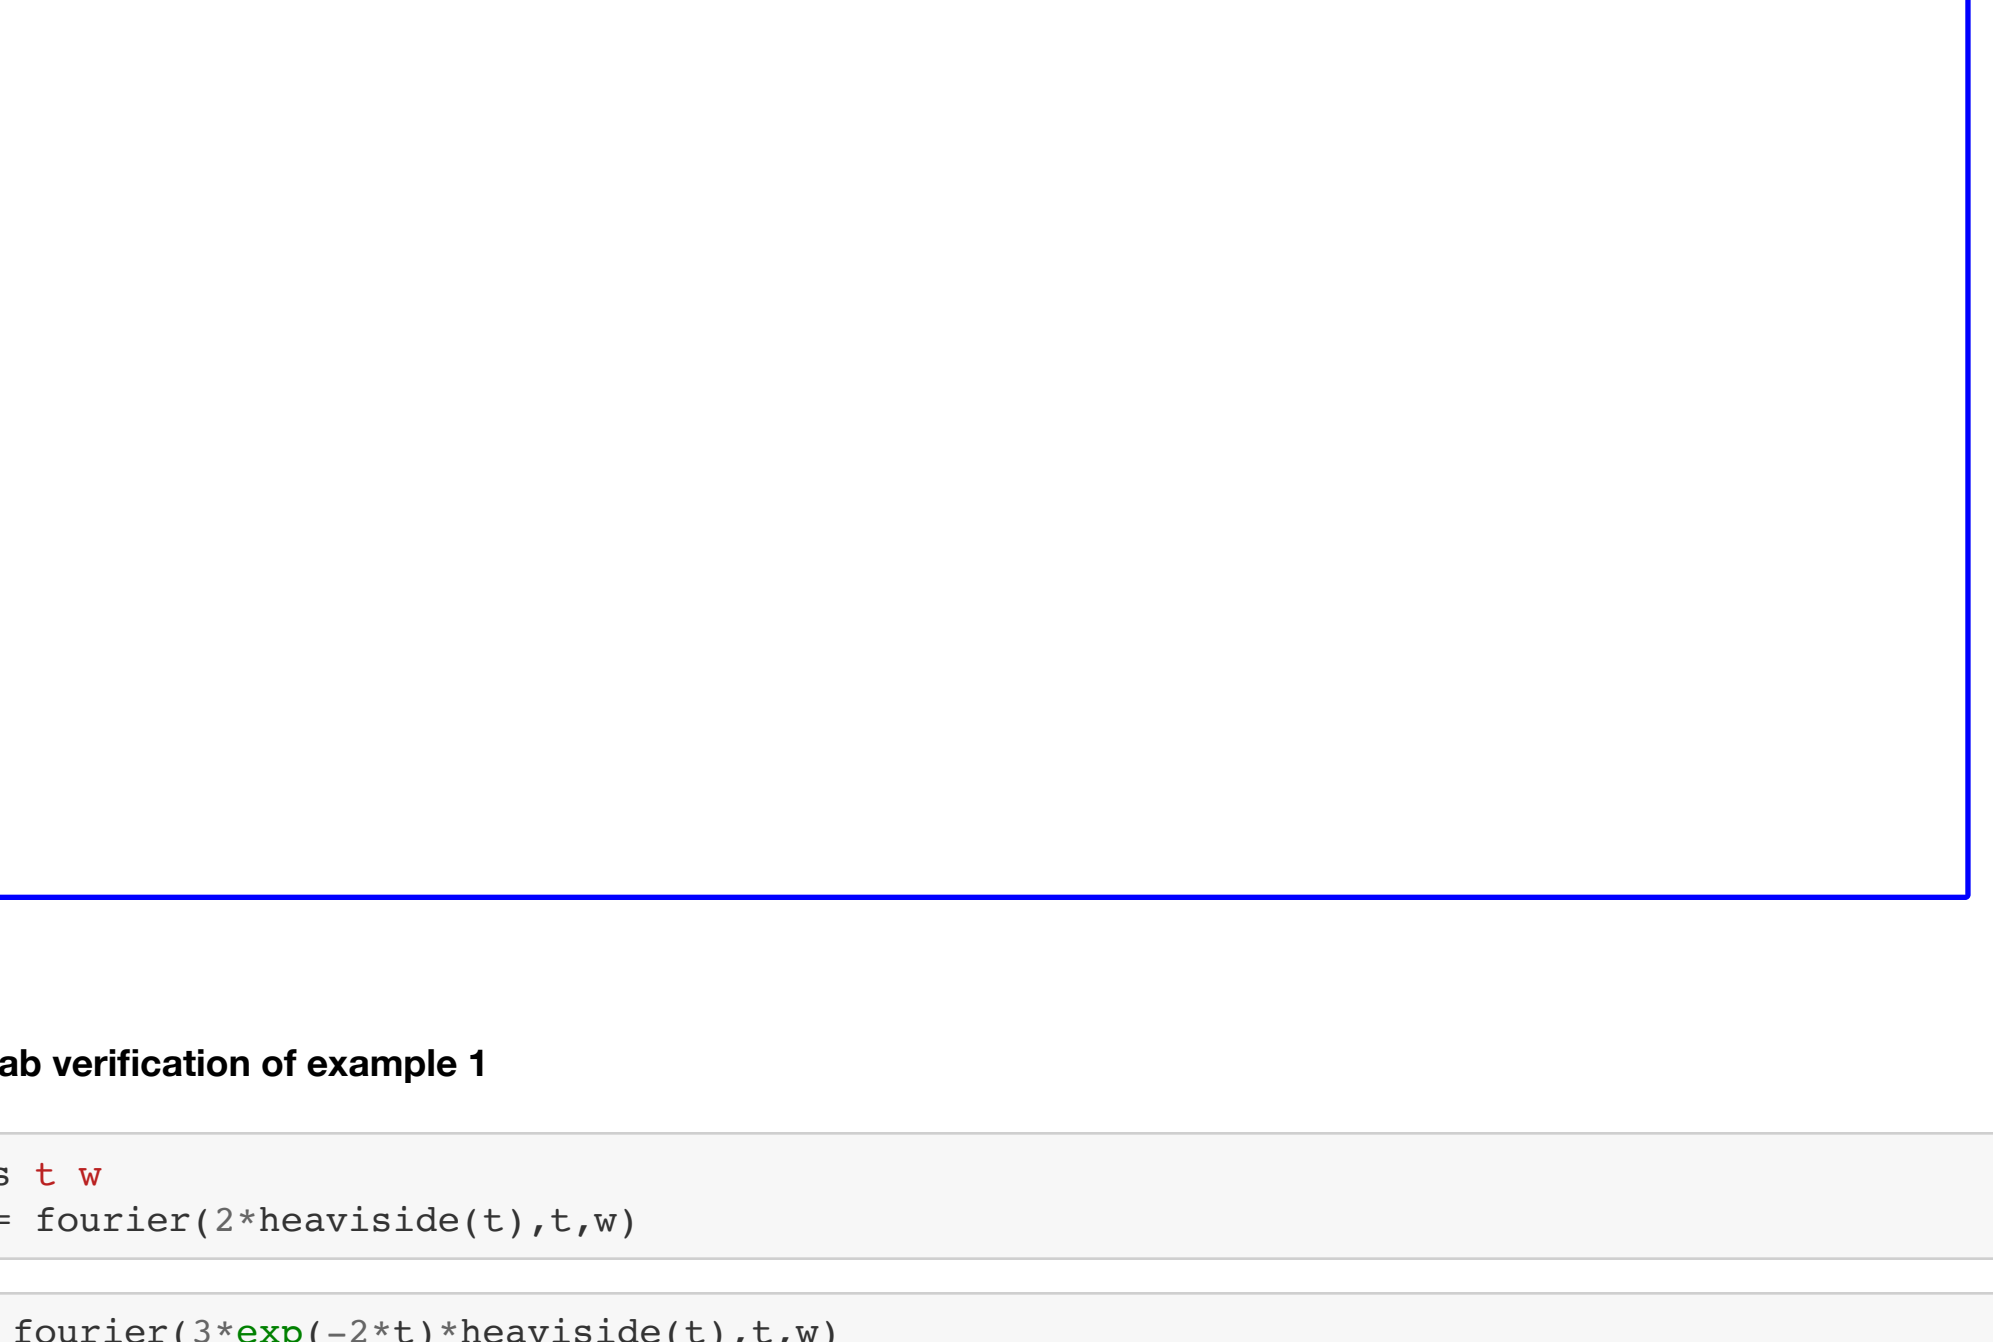 ab verification of example 1
s t w
= fourier(2*heaviside(t),t,w)
fourier(3*exp(-2*t)*heaviside(t),t,w)